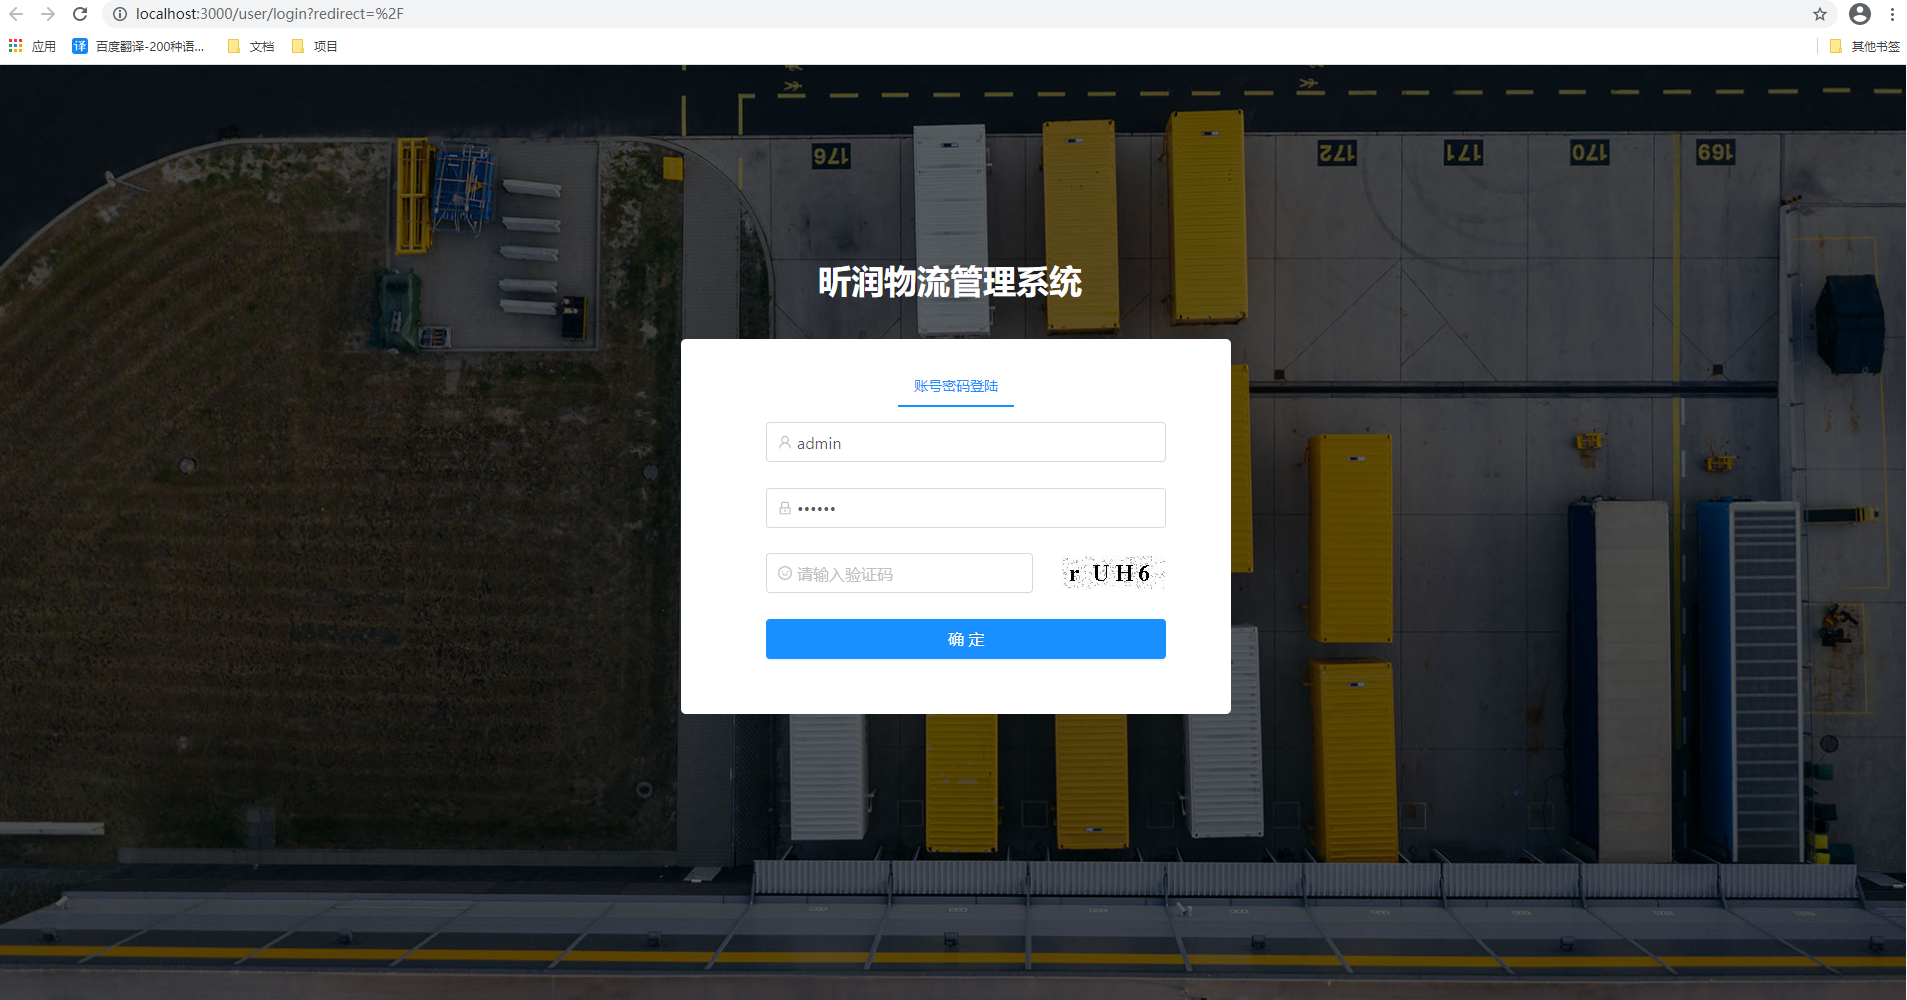 localhost:3000/user/login?redirect=%2F
应用 百度翻译-200种语... 文档 项目 其他书签
176 172 171 170 169
昕润物流管理系统
账号密码登陆
admin
••••••
请输入验证码 r UH6
确 定